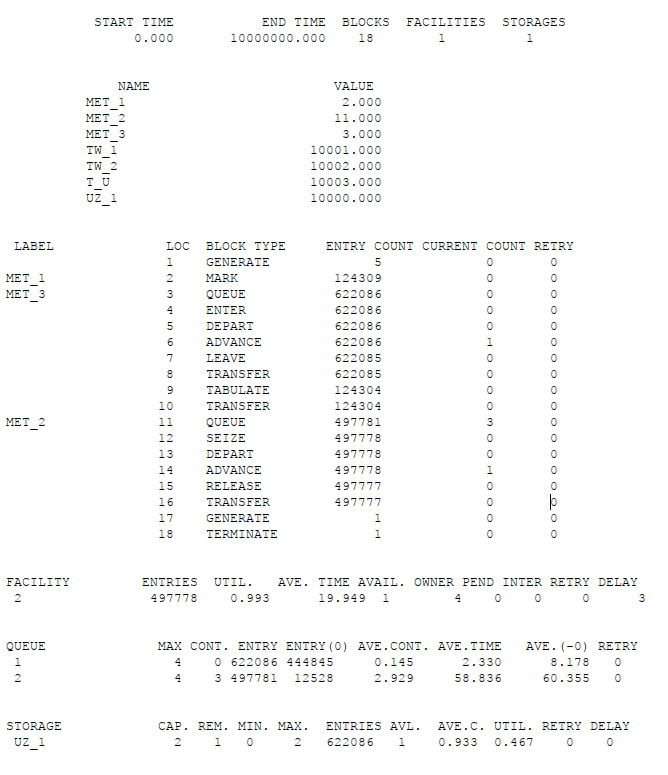 START TIME END TIME BLOCKS FACILITIES STORAGES
0.000 10000000.000 18 1 1
NAME VALUE
MET_1 2.000
MET_2 11.000
MET_3 3.000
TW_1 10001.000
TW_2 10002.000
T_U 10003.000
UZ_1 10000.000
LABEL LOC BLOCK TYPE ENTRY COUNT CURRENT COUNT RETRY
1 GENERATE 5 0 0
MET_1 2 MARK 124309 0 0
MET_3 3 QUEUE 622086 0 0
4 ENTER 622086 0 0
5 DEPART 622086 0 0
6 ADVANCE 622086 1 0
7 LEAVE 622085 0 0
8 TRANSFER 622085 0 0
9 TABULATE 124304 0 0
10 TRANSFER 124304 0 0
MET_2 11 QUEUE 497781 3 0
12 SEIZE 497778 0 0
13 DEPART 497778 0 0
14 ADVANCE 497778 1 0
15 RELEASE 497777 0 0
16 TRANSFER 497777 0 0
17 GENERATE 1 0 0
18 TERMINATE 1 0 0
FACILITY ENTRIES UTIL. AVE. TIME AVAIL. OWNER PEND INTER RETRY DELAY
2 497778 0.993 19.949 1 4 0 0 0 3
QUEUE MAX CONT. ENTRY ENTRY(0) AVE.CONT. AVE.TIME AVE.(-0) RETRY
1 4 0 622086 444845 0.145 2.330 8.178 0
2 4 3 497781 12528 2.929 58.836 60.355 0
STORAGE CAP. REM. MIN. MAX. ENTRIES AVL. AVE.C. UTIL. RETRY DELAY
UZ_1 2 1 0 2 622086 1 0.933 0.467 0 0